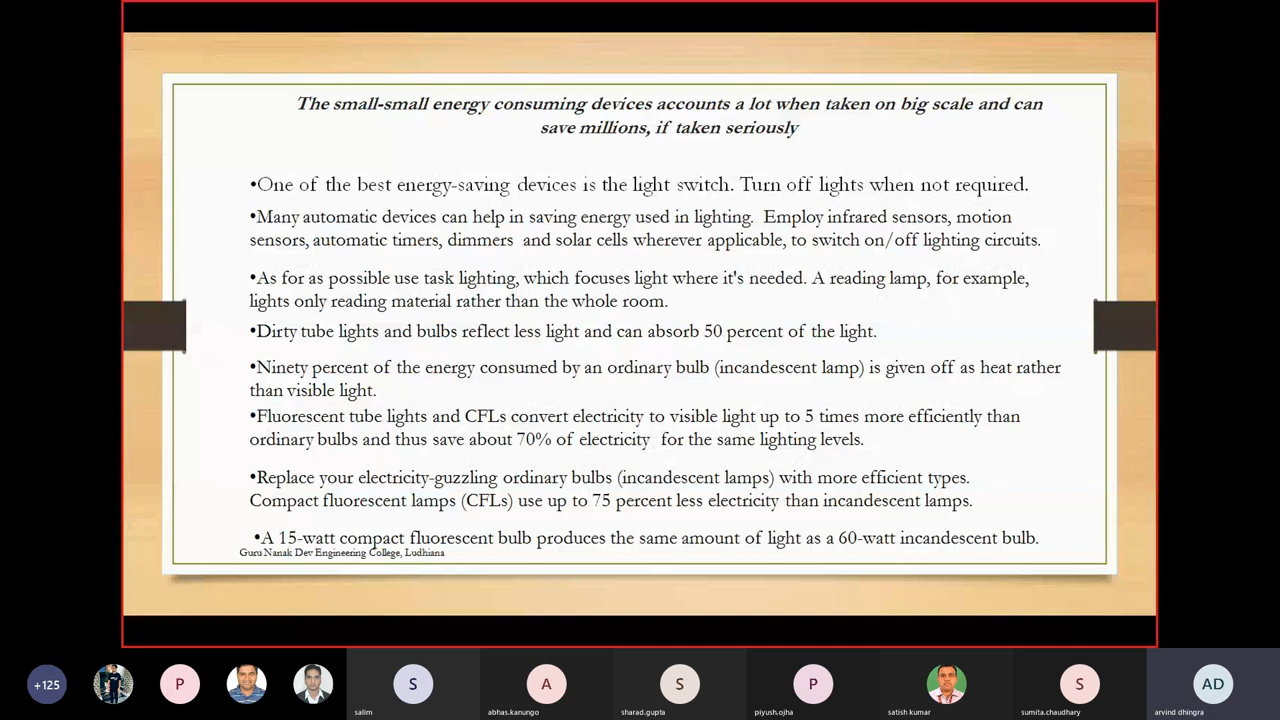 The small-small energy consuming devices accounts a lot when taken on big scale and can
save millions, if taken seriously
•One of the best energy-saving devices is the light switch. Turn off lights when not required.
•Many automatic devices can help in saving energy used in lighting. Employ infrared sensors, motion
sensors, automatic timers, dimmers and solar cells wherever applicable, to switch on/off lighting circuits.
•As for as possible use task lighting, which focuses light where it's needed. A reading lamp, for example,
lights only reading material rather than the whole room.
•Dirty tube lights and bulbs reflect less light and can absorb 50 percent of the light.
•Ninety percent of the energy consumed by an ordinary bulb (incandescent lamp) is given off as heat rather
than visible light.
•Fluorescent tube lights and CFLs convert electricity to visible light up to 5 times more efficiently than
ordinary bulbs and thus save about 70% of electricity for the same lighting levels.
•Replace your electricity-guzzling ordinary bulbs (incandescent lamps) with more efficient types.
Compact fluorescent lamps (CFLs) use up to 75 percent less electricity than incandescent lamps.
•A 15-watt compact fluorescent bulb produces the same amount of light as a 60-watt incandescent bulb.
Guru Nanak Dev Engineering College, Ludhiana
+125 P S A S P S AD
salim abhas.kanungo sharad.gupta piyush.ojha satish kumar sumita.chaudhary arvind dhingra